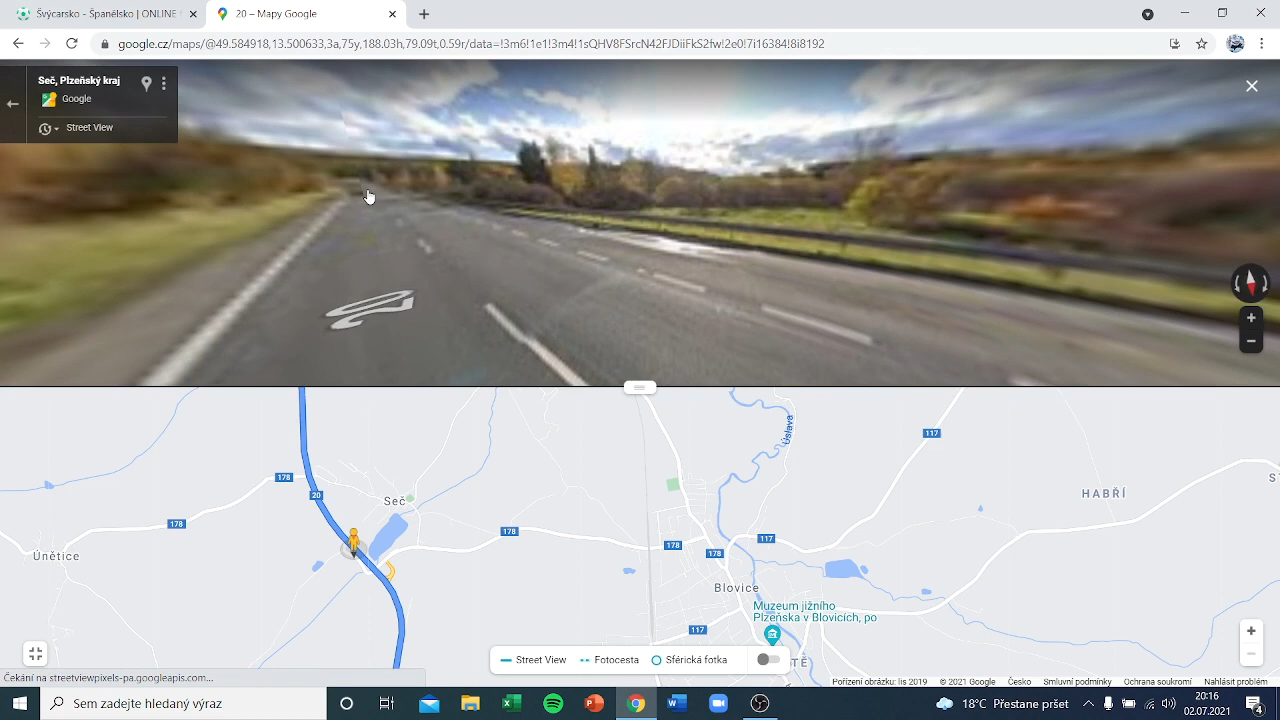 Švýcarsko - Španělsko | ONLINE
20 – Mapy Google
google.cz/maps/@49.584918,13.500633,3a,75y,188.03h,79.09t,0.59r/data=!3m6!1e1!3m4!1sQHV8FSrcN42FJDiiFkS2fw!2e0!7i16384!8i8192
Seč, Plzeňský kraj
Google
Street View
20
117
Úslava
178
20
Seč
HABŘÍ
178
178
Únětice
178
178
117
Blovice
Muzeum jižního
Plzeňska v Blovicích, po
117
Street View
Fotocesta
Sférická fotka
Čekání na streetviewpixels-pa.googleapis.com...
Pořízení obrázku: lis 2019
© 2021 Google
Česko
Smluvní podmínky
Ochrana soukromí
Nahlásit problém
Sem zadejte hledaný výraz
18°C Přestane pršet
20:16
02.07.2021